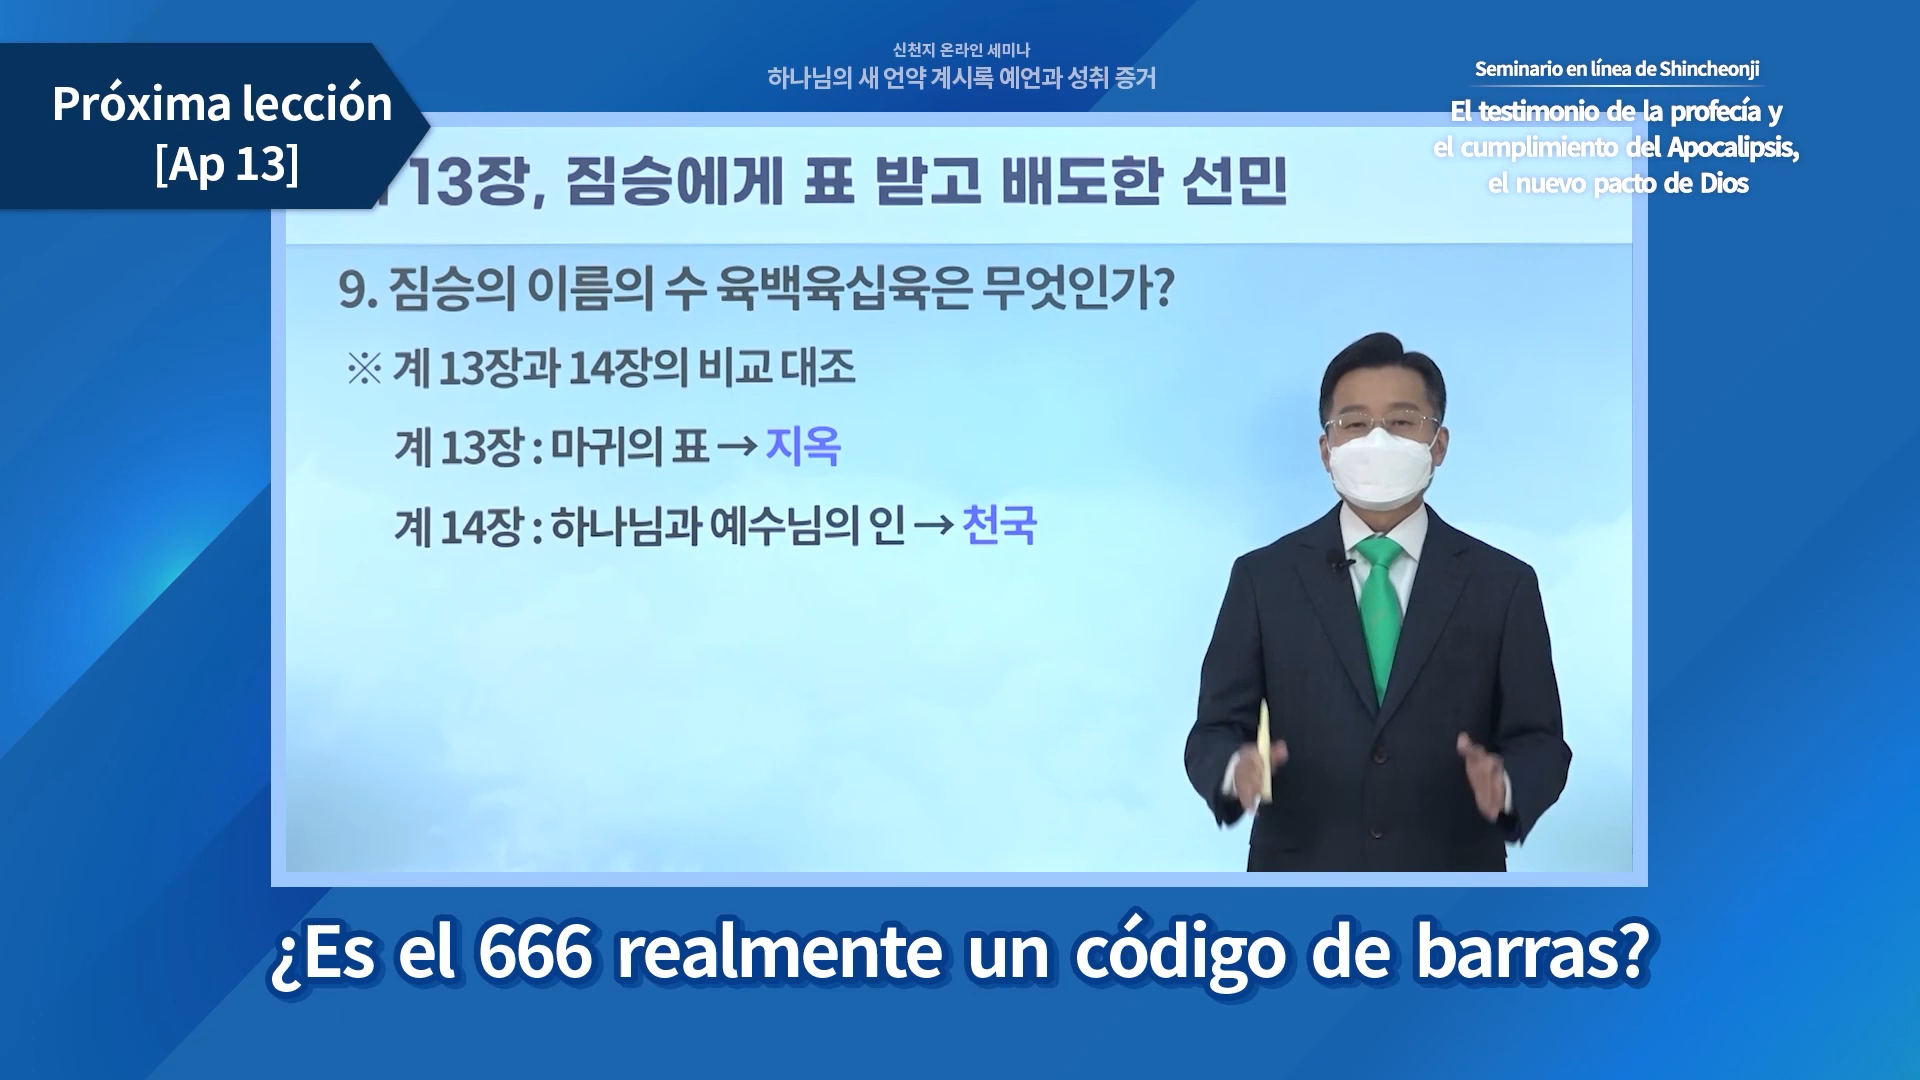 Próxima lección
[Ap 13]
신천지 온라인 세미나
하나님의 새 언약 계시록 예언과 성취 증거
Seminario en línea de Shincheonji
El testimonio de la profecía y
el cumplimiento del Apocalipsis,
el nuevo pacto de Dios
13장, 짐승에게 표 받고 배도한 선민
9. 짐승의 이름의 수 육백육십육은 무엇인가?
※ 계 13장과 14장의 비교 대조
계 13장 : 마귀의 표 → 지옥
계 14장 : 하나님과 예수님의 인 → 천국
¿Es el 666 realmente un código de barras?